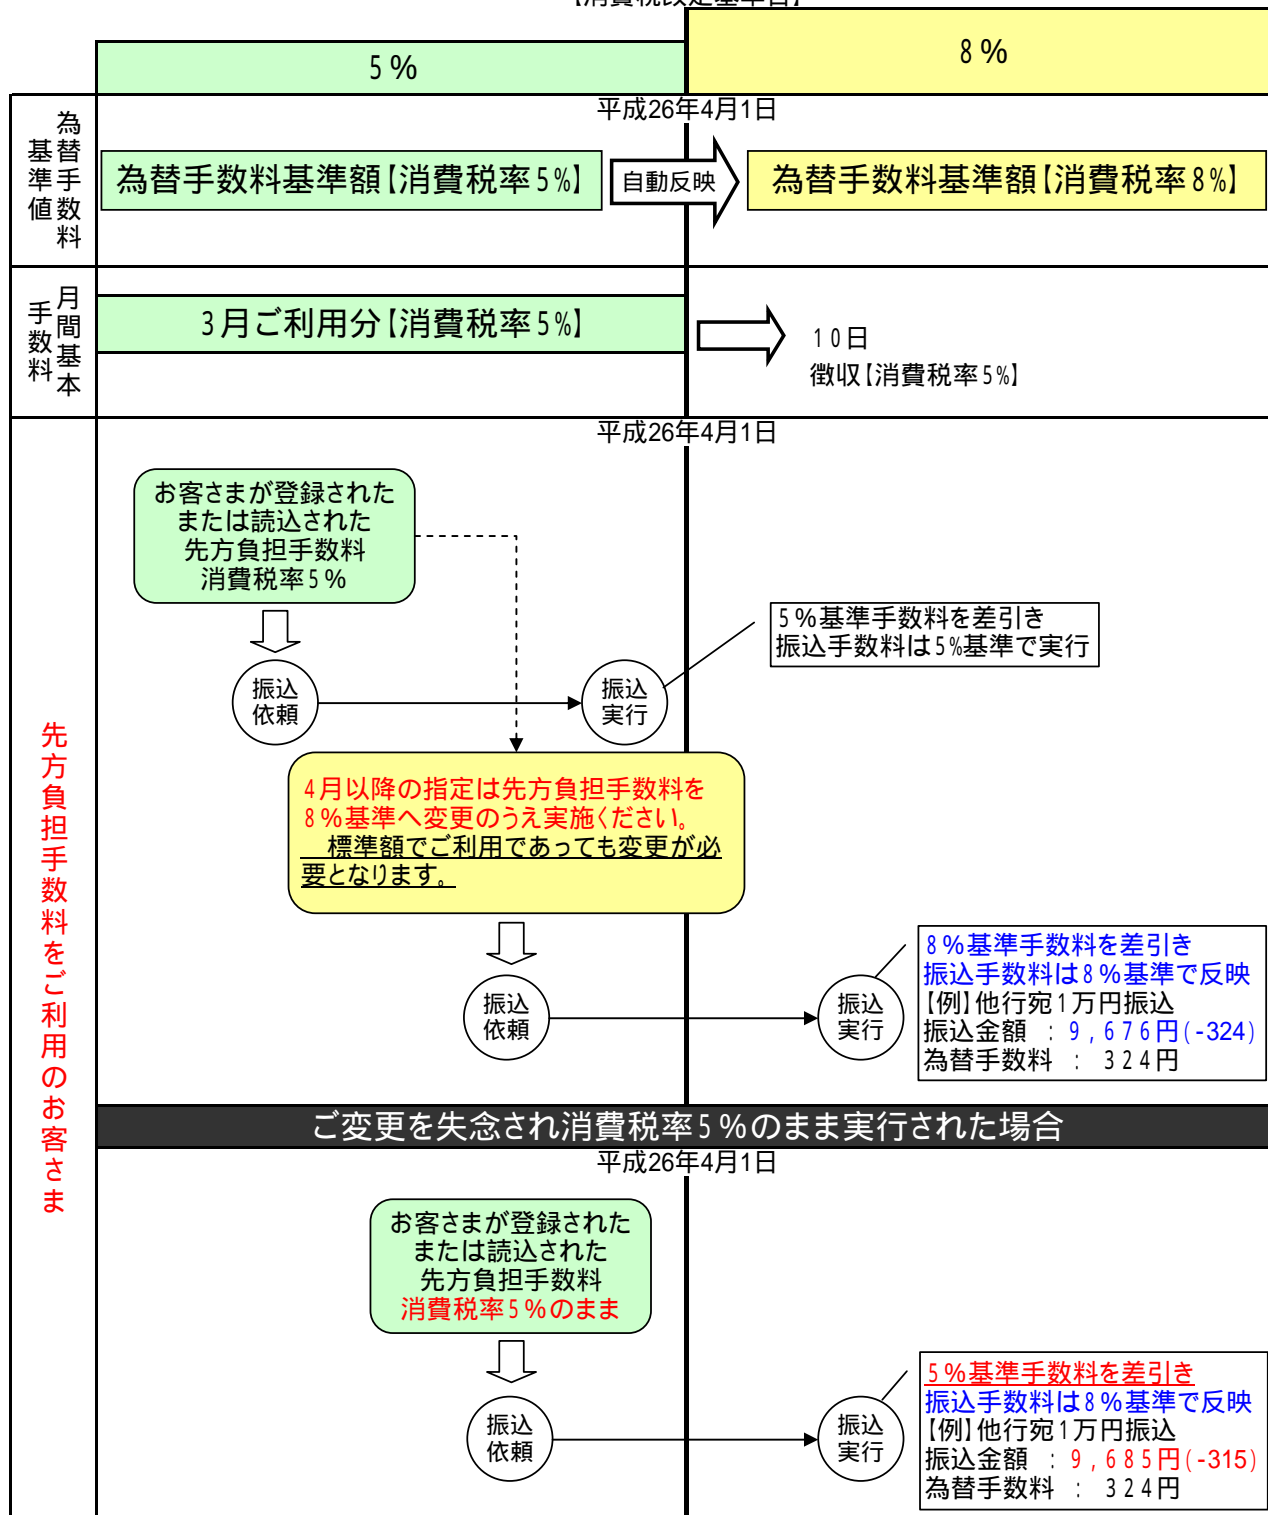 【消費税改定基準日】
5%
8%
平成26年4月1日
為替手数料
基準値
為替手数料基準額【消費税率5%】
自動反映
為替手数料基準額【消費税率8%】
月間基本
手数料
3月ご利用分【消費税率5%】
10日
徴収【消費税率5%】
平成26年4月1日
先方負担手数料をご利用のお客さま
お客さまが登録された
または読込された
先方負担手数料
消費税率5%
5%基準手数料を差引き
振込手数料は5%基準で実行
振込
依頼
振込
実行
4月以降の指定は先方負担手数料を
8%基準へ変更のうえ実施ください。
標準額でご利用であっても変更が必
要となります。
振込
依頼
振込
実行
8%基準手数料を差引き
振込手数料は8%基準で反映
【例】他行宛1万円振込
振込金額 : 9,676円(-324)
為替手数料 : 324円
ご変更を失念され消費税率5%のまま実行された場合
平成26年4月1日
お客さまが登録された
または読込された
先方負担手数料
消費税率5%のまま
振込
依頼
振込
実行
5%基準手数料を差引き
振込手数料は8%基準で反映
【例】他行宛1万円振込
振込金額 : 9,685円(-315)
為替手数料 : 324円